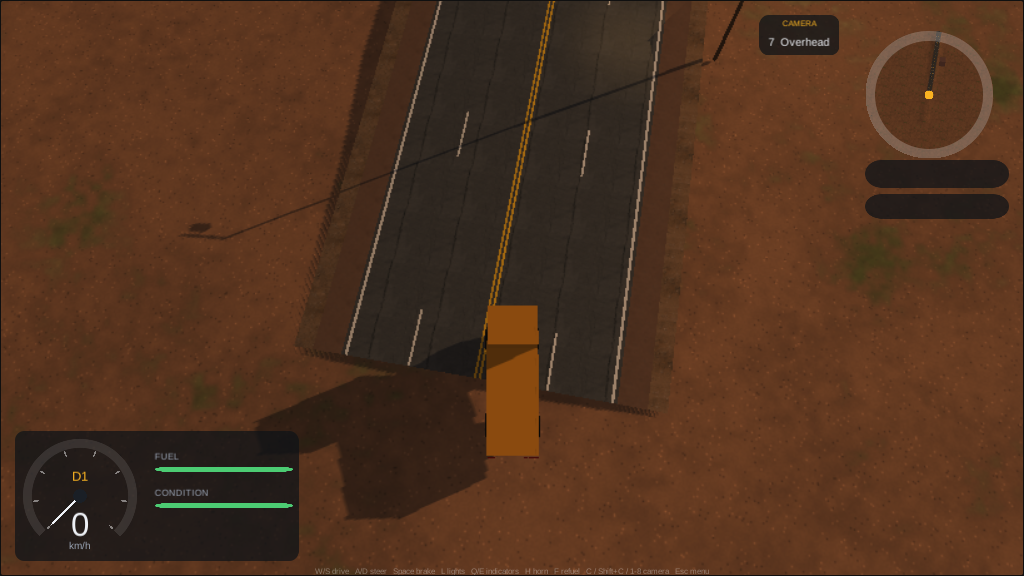 CAMERA
7 Overhead
D1
0
km/h
FUEL
CONDITION
W/S drive A/D steer Space brake L lights Q/E indicators H horn F refuel C / Shift+C / 1-8 camera Esc menu